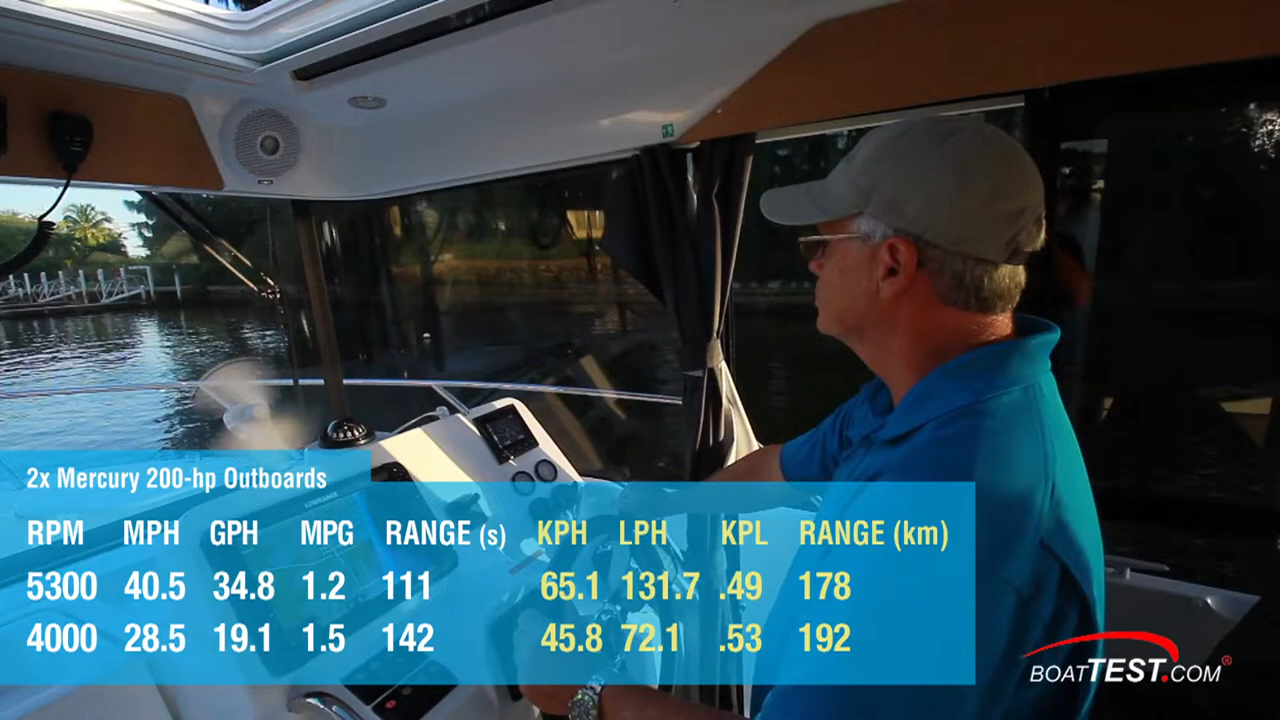 2x Mercury 200-hp Outboards
RPM MPH GPH MPG RANGE (s) KPH LPH KPL RANGE (km)
5300 40.5 34.8 1.2 111 65.1 131.7 .49 178
4000 28.5 19.1 1.5 142 45.8 72.1 .53 192
LOWRANCE
BOATTEST.COM®